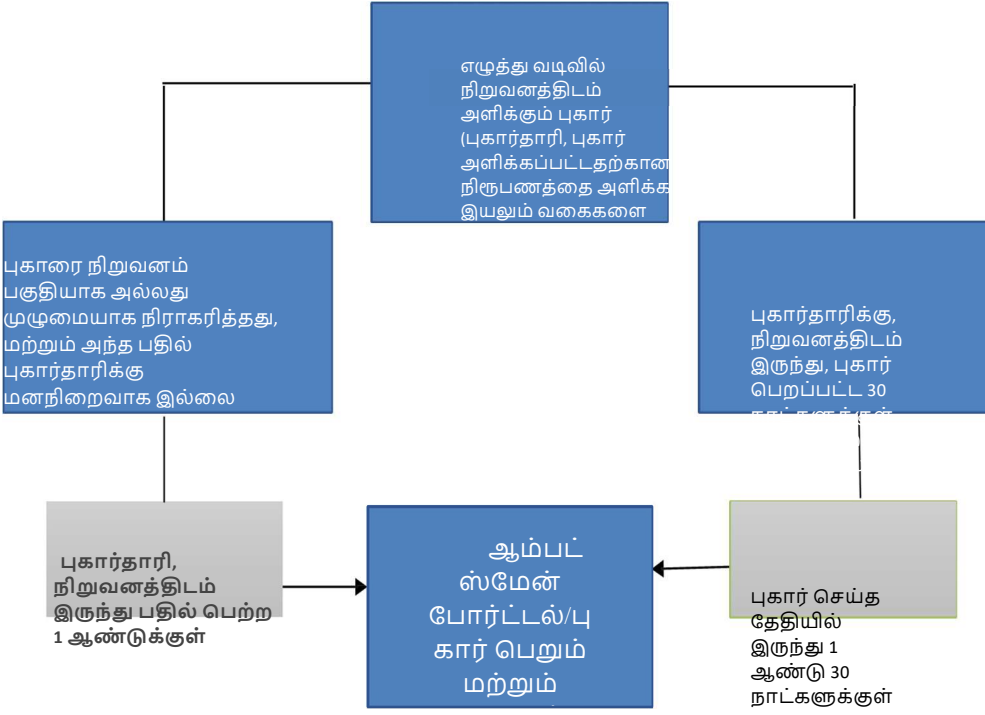 எழுத்து வடிவில்
நிறுவனத்திடம்
அளிக்கும் புகார்
(புகார்தாரி, புகார்
அளிக்கப்பட்டதற்கான
நிரூபணத்தை அளிக்க
இயலும் வகைகளை
புகாரை நிறுவனம்
பகுதியாக அல்லது
முழுமையாக நிராகரித்தது,
மற்றும் அந்த பதில்
புகார்தாரிக்கு
மனநிறைவாக இல்லை
புகார்தாரிக்கு,
நிறுவனத்திடம்
இருந்து, புகார்
பெறப்பட்ட 30
நாட்களுக்குள்
புகார்தாரி,
நிறுவனத்திடம்
இருந்து பதில் பெற்ற
1 ஆண்டுக்குள்
ஆம்பட்
ஸ்மேன்
போர்ட்டல்/பு
கார் பெறும்
மற்றும்
புகார் செய்த
தேதியில்
இருந்து 1
ஆண்டு 30
நாட்களுக்குள்